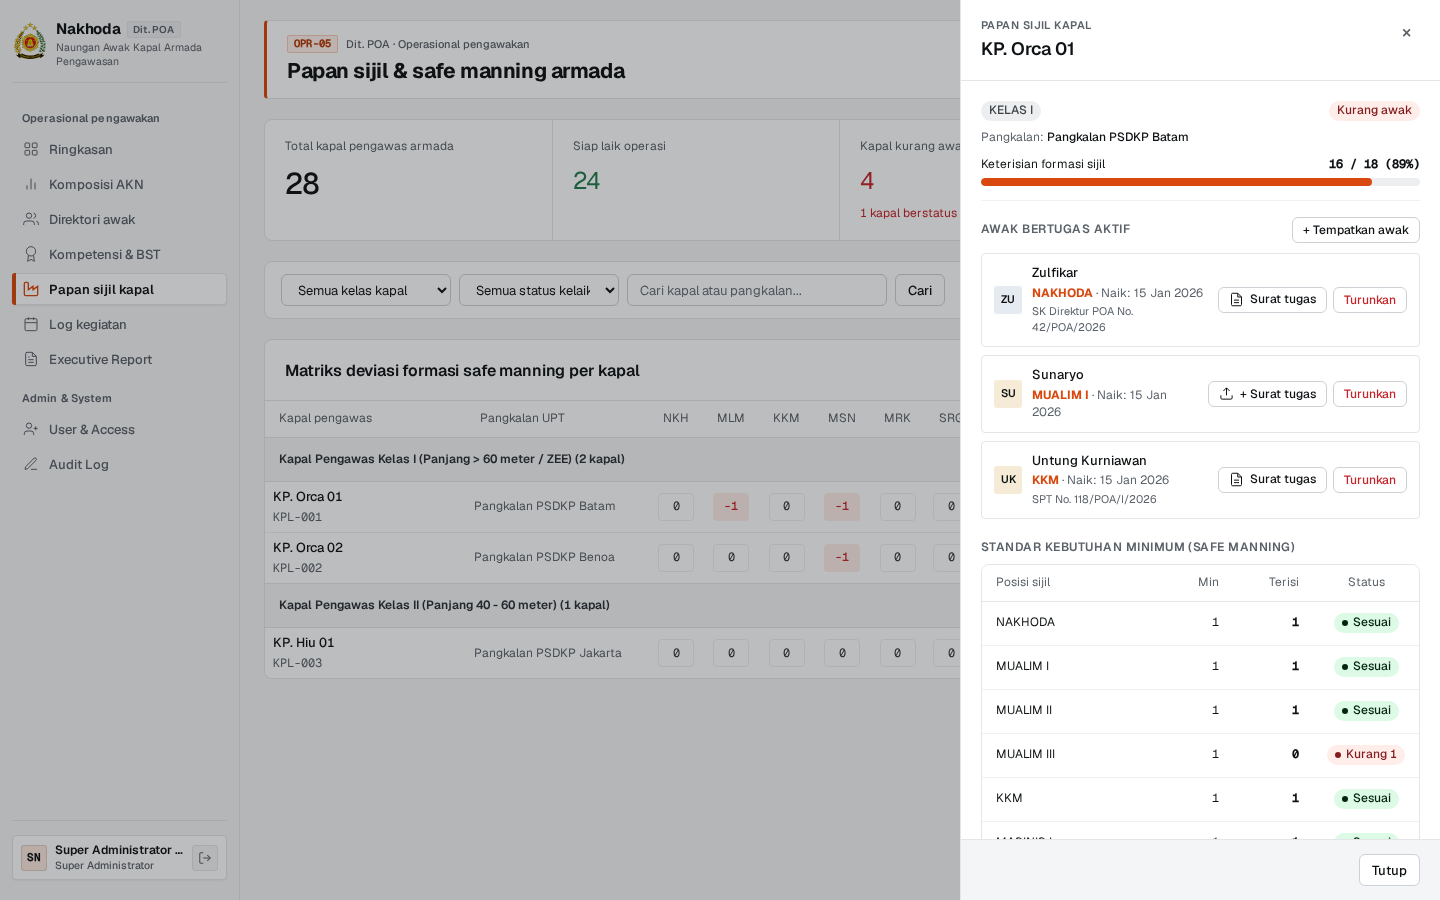 Nakhoda Dit. POA
Naungan Awak Kapal Armada
Pengawasan
Operasional pengawakan
Ringkasan
Komposisi AKN
Direktori awak
Kompetensi & BST
Papan sijil kapal
Log kegiatan
Executive Report
Admin & System
User & Access
Audit Log
SN
Super Administrator ...
Super Administrator
OPR-05 Dit. POA · Operasional pengawakan
Papan sijil & safe manning armada
Total kapal pengawas armada
28
Siap laik operasi
24
Kapal kurang awa
4
1 kapal berstatus
Semua kelas kapal
Semua status kelaik
Cari kapal atau pangkalan...
Cari
Matriks deviasi formasi safe manning per kapal
Kapal pengawas Pangkalan UPT NKH MLM KKM MSN MRK SRG
Kapal Pengawas Kelas I (Panjang > 60 meter / ZEE) (2 kapal)
KP. Orca 01
KPL-001
Pangkalan PSDKP Batam 0 -1 0 -1 0 0
KP. Orca 02
KPL-002
Pangkalan PSDKP Benoa 0 0 0 -1 0 0
Kapal Pengawas Kelas II (Panjang 40 - 60 meter) (1 kapal)
KP. Hiu 01
KPL-003
Pangkalan PSDKP Jakarta 0 0 0 0 0 0
PAPAN SIJIL KAPAL
KP. Orca 01
×
KELAS I Kurang awak
Pangkalan: Pangkalan PSDKP Batam
Keterisian formasi sijil 16 / 18 (89%)
AWAK BERTUGAS AKTIF + Tempatkan awak
ZU
Zulfikar
NAKHODA · Naik: 15 Jan 2026
SK Direktur POA No.
42/POA/2026
Surat tugas Turunkan
SU
Sunaryo
MUALIM I · Naik: 15 Jan
2026
+ Surat tugas Turunkan
UK
Untung Kurniawan
KKM · Naik: 15 Jan 2026
SPT No. 118/POA/I/2026
Surat tugas Turunkan
STANDAR KEBUTUHAN MINIMUM (SAFE MANNING)
Posisi sijil Min Terisi Status
NAKHODA 1 1 Sesuai
MUALIM I 1 1 Sesuai
MUALIM II 1 1 Sesuai
MUALIM III 1 0 Kurang 1
KKM 1 1 Sesuai
Tutup